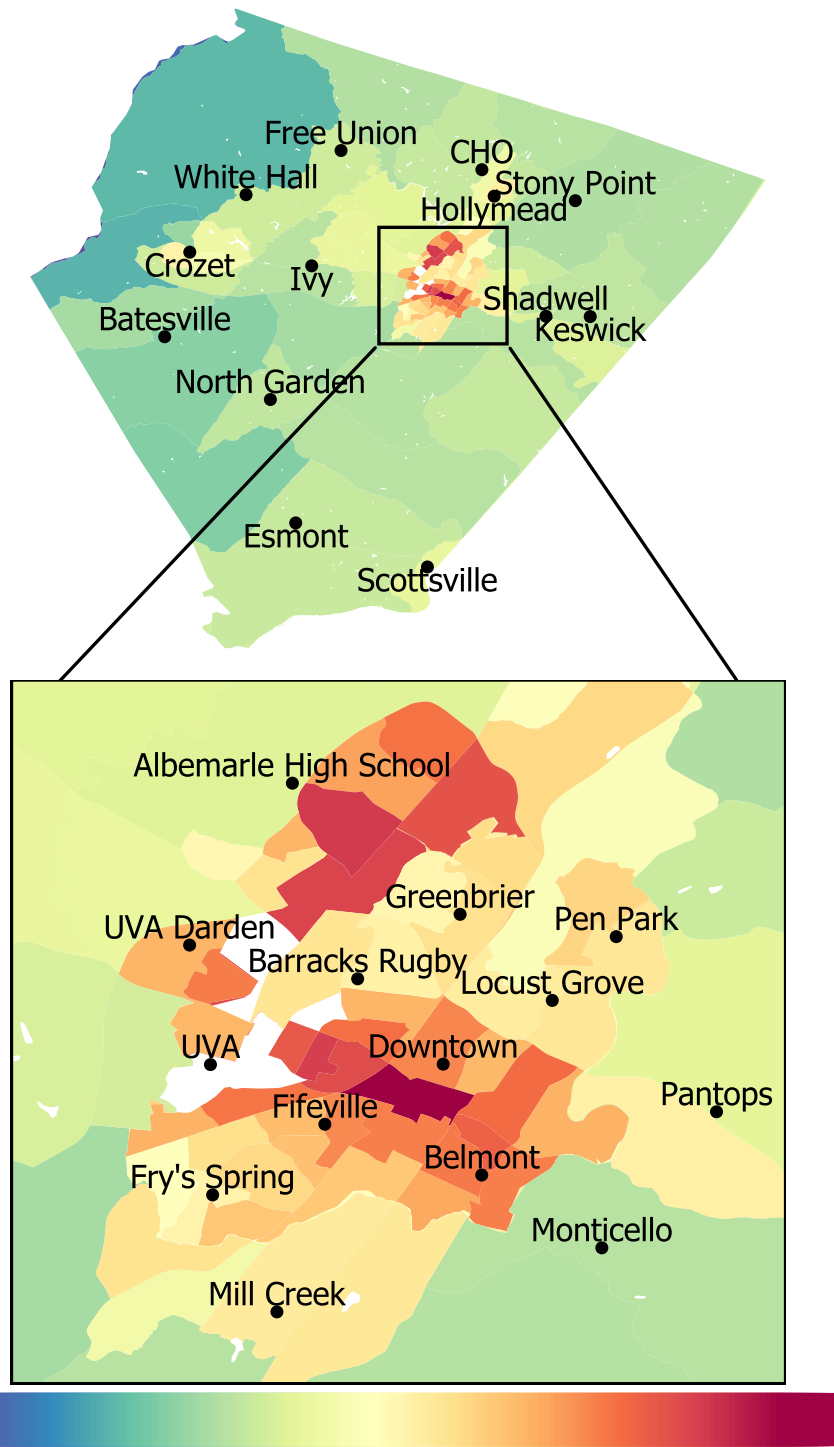 Free Union
CHO
White Hall
Stony Point
Hollymead
Crozet
Ivy
Shadwell
Batesville
Keswick
North Garden
Esmont
Scottsville
Albemarle High School
Greenbrier
UVA Darden
Pen Park
Barracks Rugby
Locust Grove
UVA
Downtown
Pantops
Fifeville
Belmont
Fry's Spring
Monticello
Mill Creek